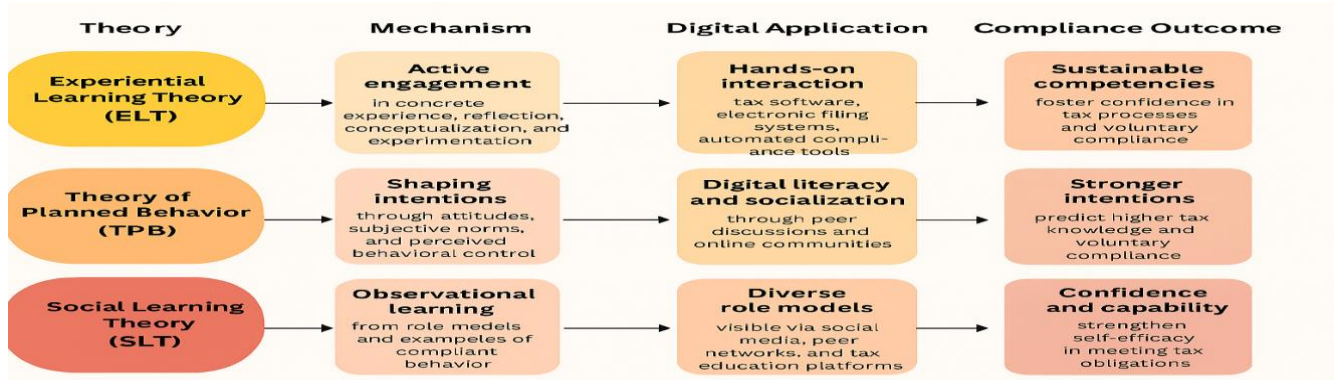 Theory
Mechanism
Digital Application
Compliance Outcome
Experiential
Learning Theory
(ELT)
Active
engagement
in concrete
experience, reflection,
conceptualization, and
experimentation
Hands-on
interaction
tax software,
electronic filing
systems,
automated compli-
ance tools
Sustainable
competencies
foster confidence in
tax processes
and voluntary
compliance
Theory of
Planned Behavior
(TPB)
Shaping
intentions
through attitudes,
subjective norms,
and perceived
behavioral control
Digital literacy
and socialization
through peer
discussions and
online communities
Stronger
intentions
predict higher tax
knowledge and
voluntary
compliance
Social Learning
Theory
(SLT)
Observational
learning
from role medels
and exampeles of
compliant
behavior
Diverse
role models
visible via social
media, peer
networks, and tax
education platforms
Confidence
and capability
strengthen
self-efficacy
in meeting tax
obligations